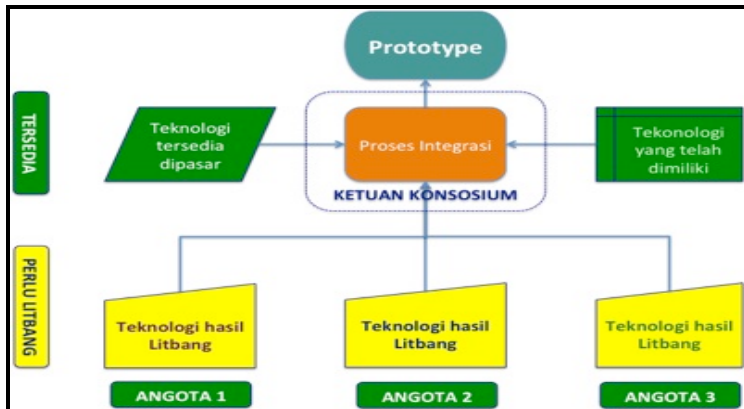 Prototype
TERSEDIA
Teknologi
tersedia
dipasar
Proses Integrasi
Tekonologi
yang telah
dimiliki
KETUAN KONSOSIUM
PERLU LITBANG
Teknologi hasil
Litbang
Teknologi hasil
Litbang
Teknologi hasil
Litbang
ANGOTA 1
ANGOTA 2
ANGOTA 3